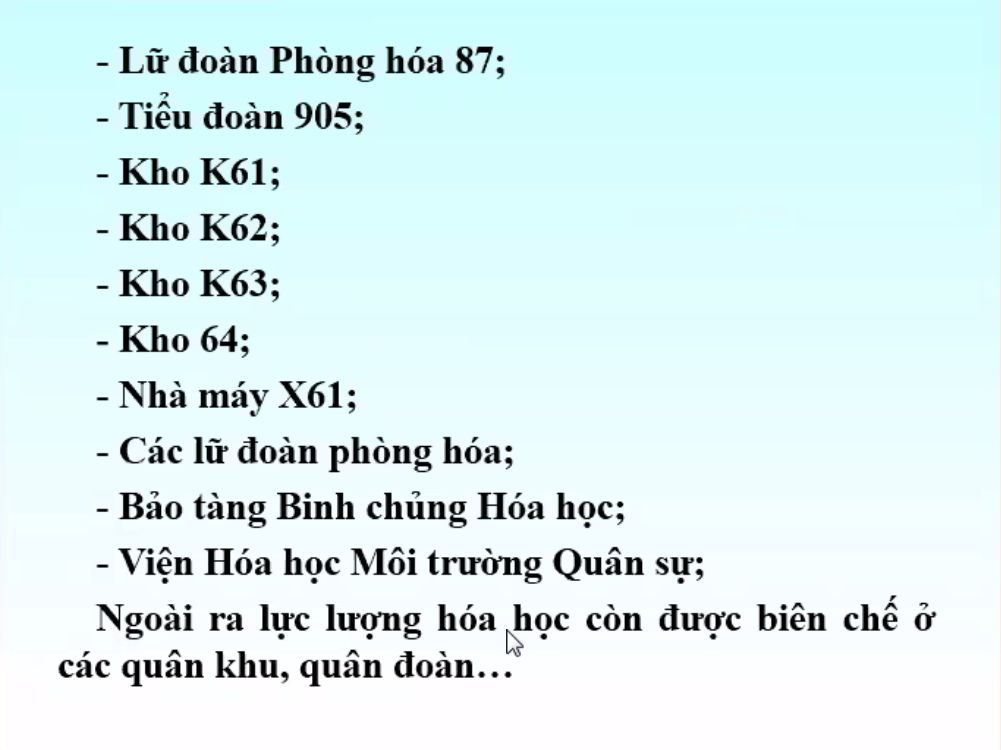 - Lữ đoàn Phòng hóa 87;
- Tiểu đoàn 905;
- Kho K61;
- Kho K62;
- Kho K63;
- Kho 64;
- Nhà máy X61;
- Các lữ đoàn phòng hóa;
- Bảo tàng Binh chủng Hóa học;
- Viện Hóa học Môi trường Quân sự;
Ngoài ra lực lượng hóa học còn được biên chế ở
các quân khu, quân đoàn…